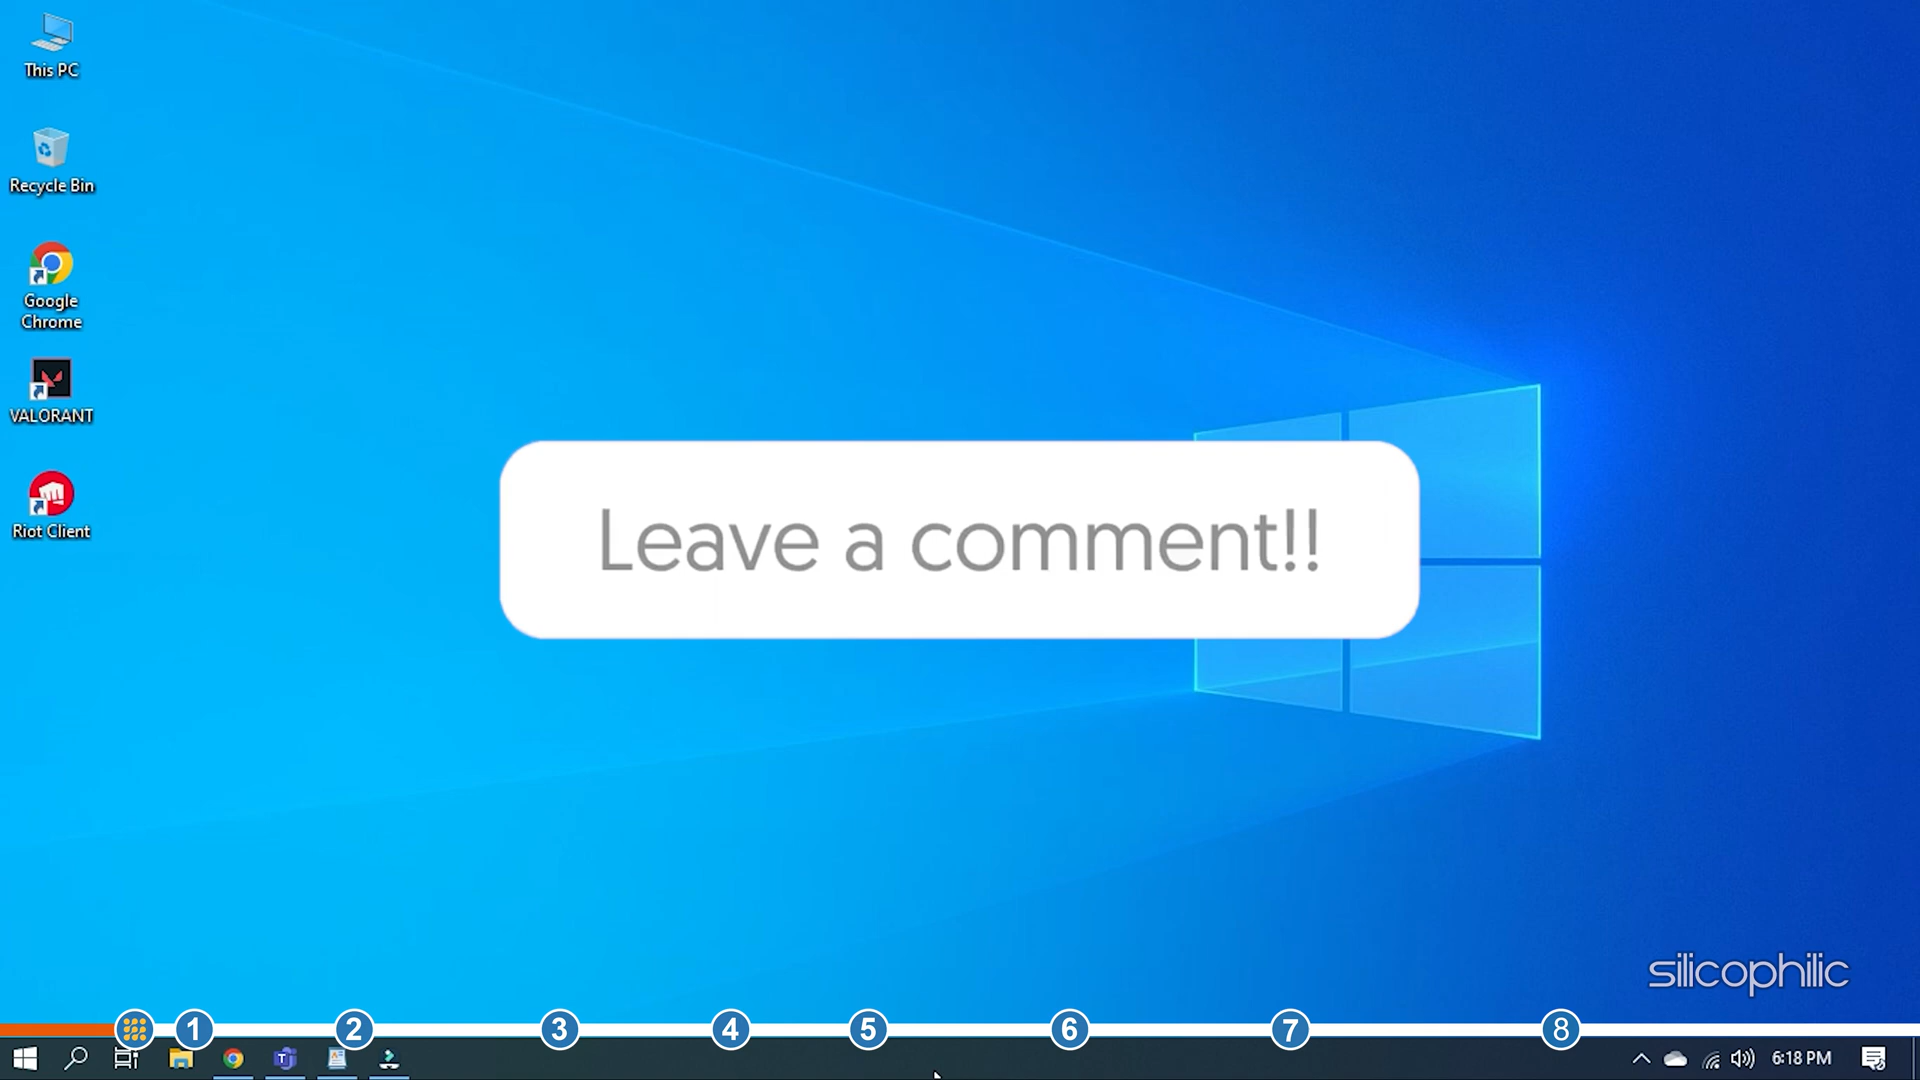 This PC
Recycle Bin
Google
Chrome
VALORANT
Riot Client
Leave a comment!!
silicophilic
1 2 3 4 5 6 7 8
6:18 PM